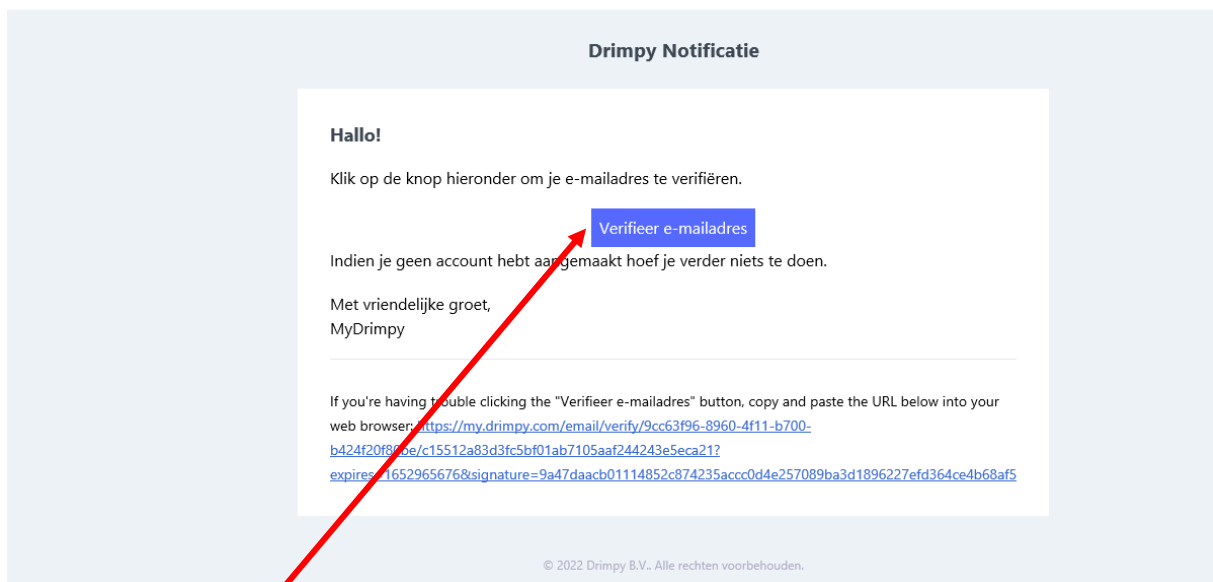 Drimpy Notificatie
Hallo!
Klik op de knop hieronder om je e-mailadres te verifiëren.
Verifieer e-mailadres
Indien je geen account hebt aangemaakt hoef je verder niets te doen.
Met vriendelijke groet,
MyDrimpy
If you're having trouble clicking the "Verifieer e-mailadres" button, copy and paste the URL below into your
web browser: https://my.drimpy.com/email/verify/9cc63f96-8960-4f11-b700-
b424f20f80be/c15512a83d3fc5bf01ab7105aaf244243e5eca21?
expires=1652965676&signature=9a47daacb01114852c874235accc0d4e257089ba3d1896227efd364ce4b68af5
© 2022 Drimpy B.V.. Alle rechten voorbehouden.